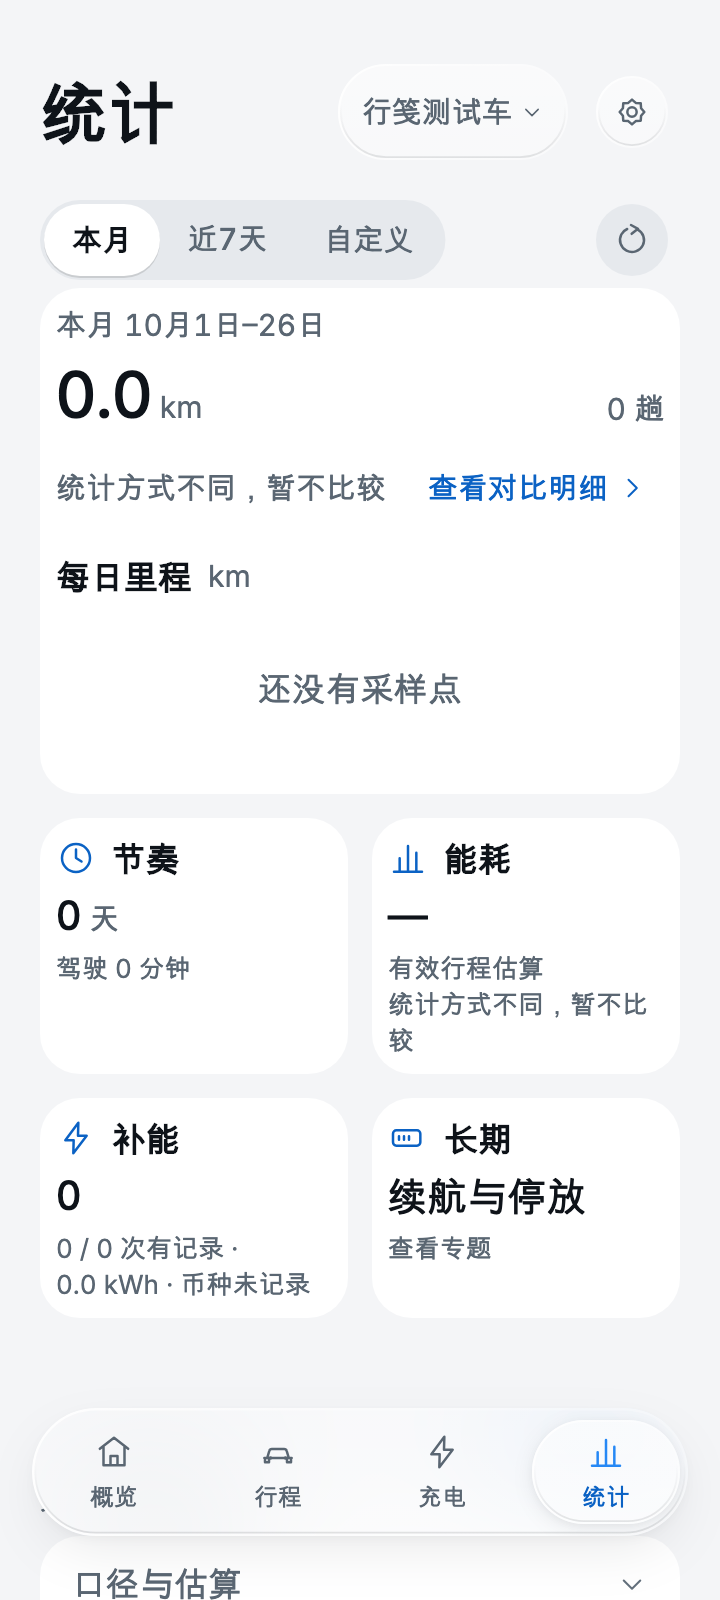 统计
行笺测试车
本月
近7天
自定义
本月 10月1日–26日
0.0 km
0 趟
统计方式不同，暂不比较
查看对比明细
每日里程 km
还没有采样点
节奏
0 天
驾驶 0 分钟
能耗
—
有效行程估算
统计方式不同，暂不比
较
补能
0
0 / 0 次有记录 ·
0.0 kWh · 币种未记录
长期
续航与停放
查看专题
概览
行程
充电
统计
口径与估算